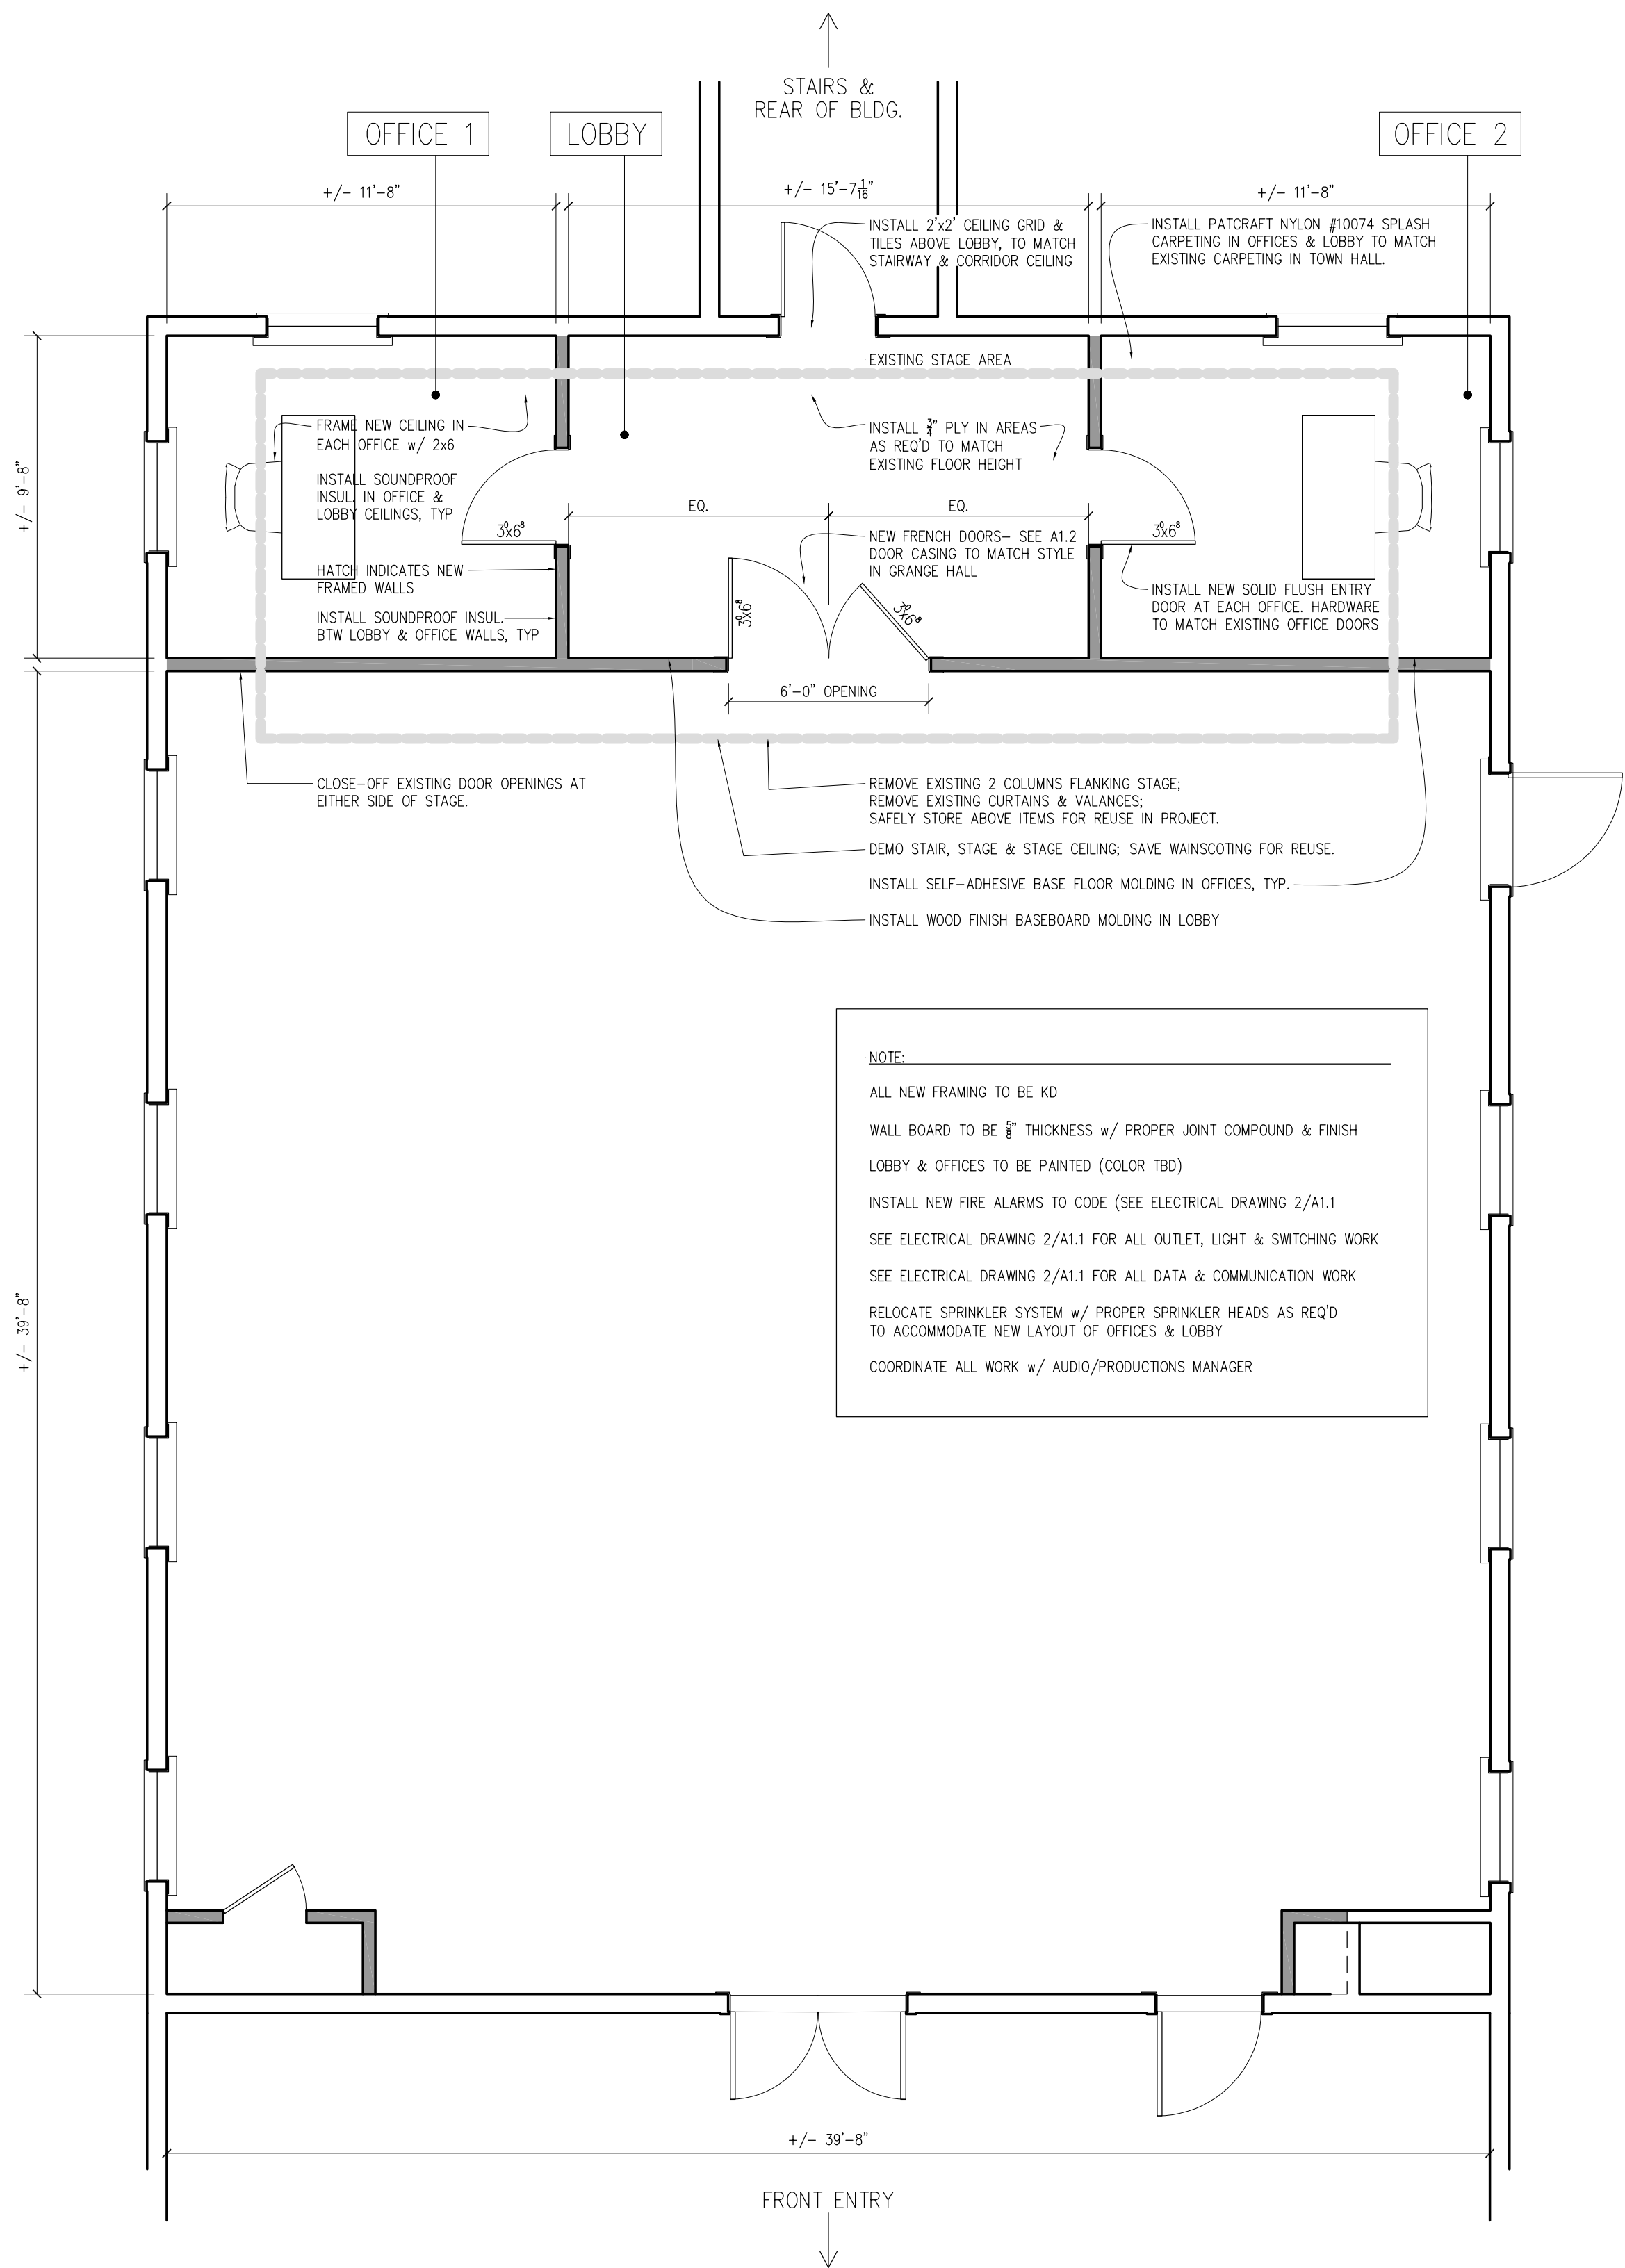 STAIRS &
REAR OF BLDG.
OFFICE 1
LOBBY
OFFICE 2
+/- 11'-8"
+/- 15'-7 1/16"
+/- 11'-8"
INSTALL 2'x2' CEILING GRID &
TILES ABOVE LOBBY, TO MATCH
STAIRWAY & CORRIDOR CEILING
INSTALL PATCRAFT NYLON #10074 SPLASH
CARPETING IN OFFICES & LOBBY TO MATCH
EXISTING CARPETING IN TOWN HALL.
EXISTING STAGE AREA
+/- 9'-8"
FRAME NEW CEILING IN
EACH OFFICE w/ 2x6
INSTALL SOUNDPROOF
INSUL. IN OFFICE &
LOBBY CEILINGS, TYP
INSTALL 3/4" PLY IN AREAS
AS REQ'D TO MATCH
EXISTING FLOOR HEIGHT
EQ.
EQ.
3⁰x6⁸
3⁰x6⁸
NEW FRENCH DOORS- SEE A1.2
DOOR CASING TO MATCH STYLE
IN GRANGE HALL
HATCH INDICATES NEW
FRAMED WALLS
INSTALL SOUNDPROOF INSUL.
BTW LOBBY & OFFICE WALLS, TYP
3⁰x6⁸
3⁰x6⁸
INSTALL NEW SOLID FLUSH ENTRY
DOOR AT EACH OFFICE. HARDWARE
TO MATCH EXISTING OFFICE DOORS
6'-0" OPENING
CLOSE-OFF EXISTING DOOR OPENINGS AT
EITHER SIDE OF STAGE.
REMOVE EXISTING 2 COLUMNS FLANKING STAGE;
REMOVE EXISTING CURTAINS & VALANCES;
SAFELY STORE ABOVE ITEMS FOR REUSE IN PROJECT.
DEMO STAIR, STAGE & STAGE CEILING; SAVE WAINSCOTING FOR REUSE.
INSTALL SELF-ADHESIVE BASE FLOOR MOLDING IN OFFICES, TYP.
INSTALL WOOD FINISH BASEBOARD MOLDING IN LOBBY
NOTE:
ALL NEW FRAMING TO BE KD
WALL BOARD TO BE 5/8" THICKNESS w/ PROPER JOINT COMPOUND & FINISH
LOBBY & OFFICES TO BE PAINTED (COLOR TBD)
INSTALL NEW FIRE ALARMS TO CODE (SEE ELECTRICAL DRAWING 2/A1.1
SEE ELECTRICAL DRAWING 2/A1.1 FOR ALL OUTLET, LIGHT & SWITCHING WORK
SEE ELECTRICAL DRAWING 2/A1.1 FOR ALL DATA & COMMUNICATION WORK
RELOCATE SPRINKLER SYSTEM w/ PROPER SPRINKLER HEADS AS REQ'D
TO ACCOMMODATE NEW LAYOUT OF OFFICES & LOBBY
COORDINATE ALL WORK w/ AUDIO/PRODUCTIONS MANAGER
+/- 39'-8"
+/- 39'-8"
FRONT ENTRY